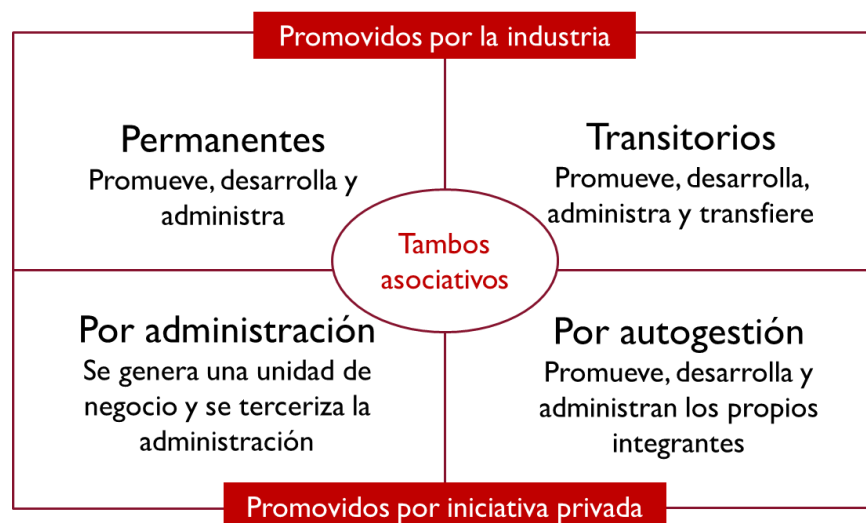 Promovidos por la industria
Permanentes
Promueve, desarrolla y
administra
Transitorios
Promueve, desarrolla,
administra y transfiere
Tambos
asociativos
Por administración
Se genera una unidad de
negocio y se terceriza la
administración
Por autogestión
Promueve, desarrolla y
administran los propios
integrantes
Promovidos por iniciativa privada